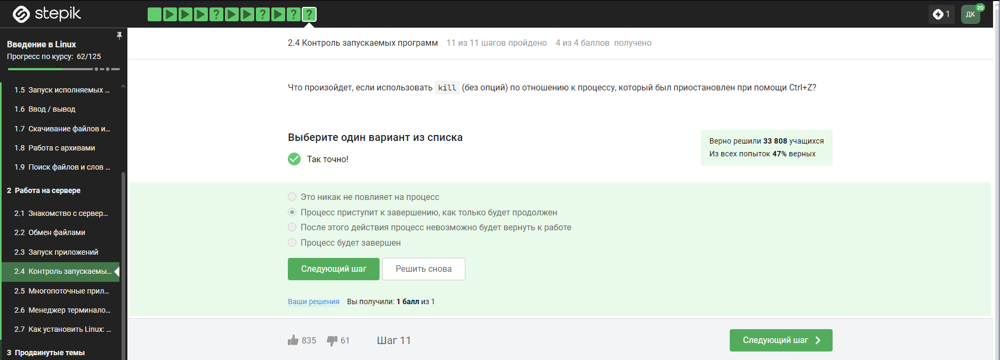 stepik
? ? ? ?
1
ДК
20
Введение в Linux
Прогресс по курсу: 62/125
1.5 Запуск исполняемых ...
1.6 Ввод / вывод
1.7 Скачивание файлов и...
1.8 Работа с архивами
1.9 Поиск файлов и слов ...
2 Работа на сервере
2.1 Знакомство с сервер...
2.2 Обмен файлами
2.3 Запуск приложений
2.4 Контроль запускаемы...
2.5 Многопоточные прил...
2.6 Менеджер терминало...
2.7 Как установить Linux: ...
3 Продвинутые темы
2.4 Контроль запускаемых программ 11 из 11 шагов пройдено 4 из 4 баллов получено
Что произойдет, если использовать kill (без опций) по отношению к процессу, который был приостановлен при помощи Ctrl+Z?
Выберите один вариант из списка
Так точно!
Верно решили 33 808 учащихся
Из всех попыток 47% верных
Это никак не повлияет на процесс
Процесс приступит к завершению, как только будет продолжен
После этого действия процесс невозможно будет вернуть к работе
Процесс будет завершен
Следующий шаг Решить снова
Ваши решения Вы получили: 1 балл из 1
835 61 Шаг 11 Следующий шаг